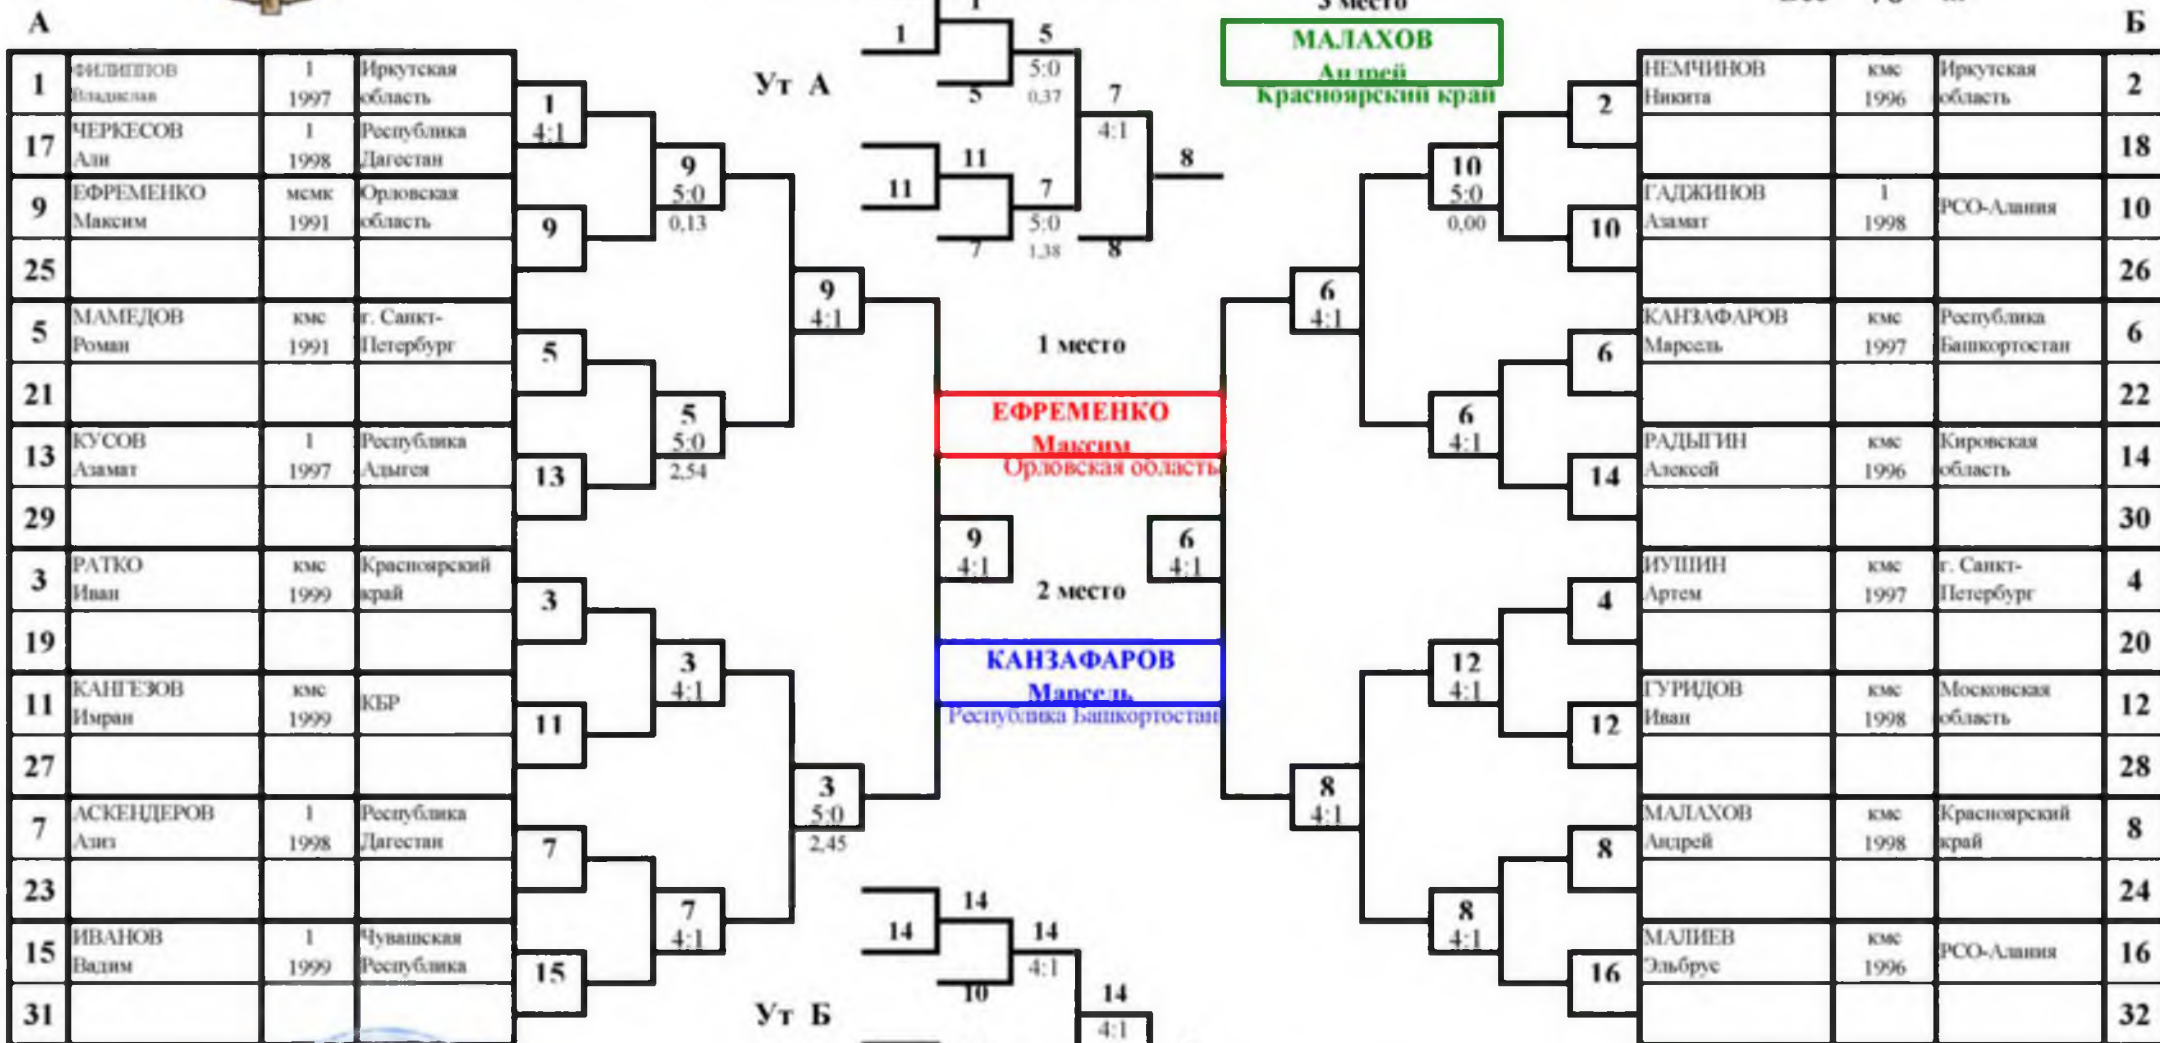 А
1 ФИЛИППОВ 1 Иркутская
Владислав 1997 область
17 ЧЕРКЕСОВ 1 Республика
Али 1998 Дагестан
9 ЕФРЕМЕНКО мсмк Орловская
Максим 1991 область
25
5 МАМЕДОВ кмс г. Санкт-
Роман 1991 Петербург
21
13 КУСОВ 1 Республика
Азамат 1997 Адыгея
29
3 РАТКО кмс Красноярский
Иван 1999 край
19
11 КАНГЕЗОВ кмс КБР
Имран 1999
27
7 АСКЕНДЕРОВ 1 Республика
Азиз 1998 Дагестан
23
15 ИВАНОВ 1 Чувашская
Вадим 1999 Республика
31
1
4:1
9
5
13
3
11
7
15
9
5:0
0,13
5
5:0
2,54
3
4:1
7
4:1
9
4:1
3
5:0
2,45
Ут А
1
1
5
5
5:0
0,37
11
11
7
7
5:0
1,38
7
4:1
8
8
3 место
МАЛАХОВ
Андрей
Красноярский край
1 место
ЕФРЕМЕНКО
Максим
Орловская область
9
4:1
6
4:1
2 место
КАНЗАФАРОВ
Марсель
Республика Башкортостан
Ут Б
14
14
10
14
4:1
14
4:1
6
4:1
8
4:1
10
5:0
0,00
6
4:1
12
4:1
8
4:1
2
10
6
14
4
12
8
16
Б
НЕМЧИНОВ кмс Иркутская 2
Никита 1996 область
18
ГАДЖИНОВ 1 РСО-Алания 10
Азамат 1998
26
КАНЗАФАРОВ кмс Республика 6
Марсель 1997 Башкортостан
22
РАДЫГИН кмс Кировская 14
Алексей 1996 область
30
ИУШИН кмс г. Санкт- 4
Артем 1997 Петербург
20
ГУРИДОВ кмс Московская 12
Иван 1998 область
28
МАЛАХОВ кмс Красноярский 8
Андрей 1998 край
24
МАЛИЕВ кмс РСО-Алания 16
Эльбрус 1996
32